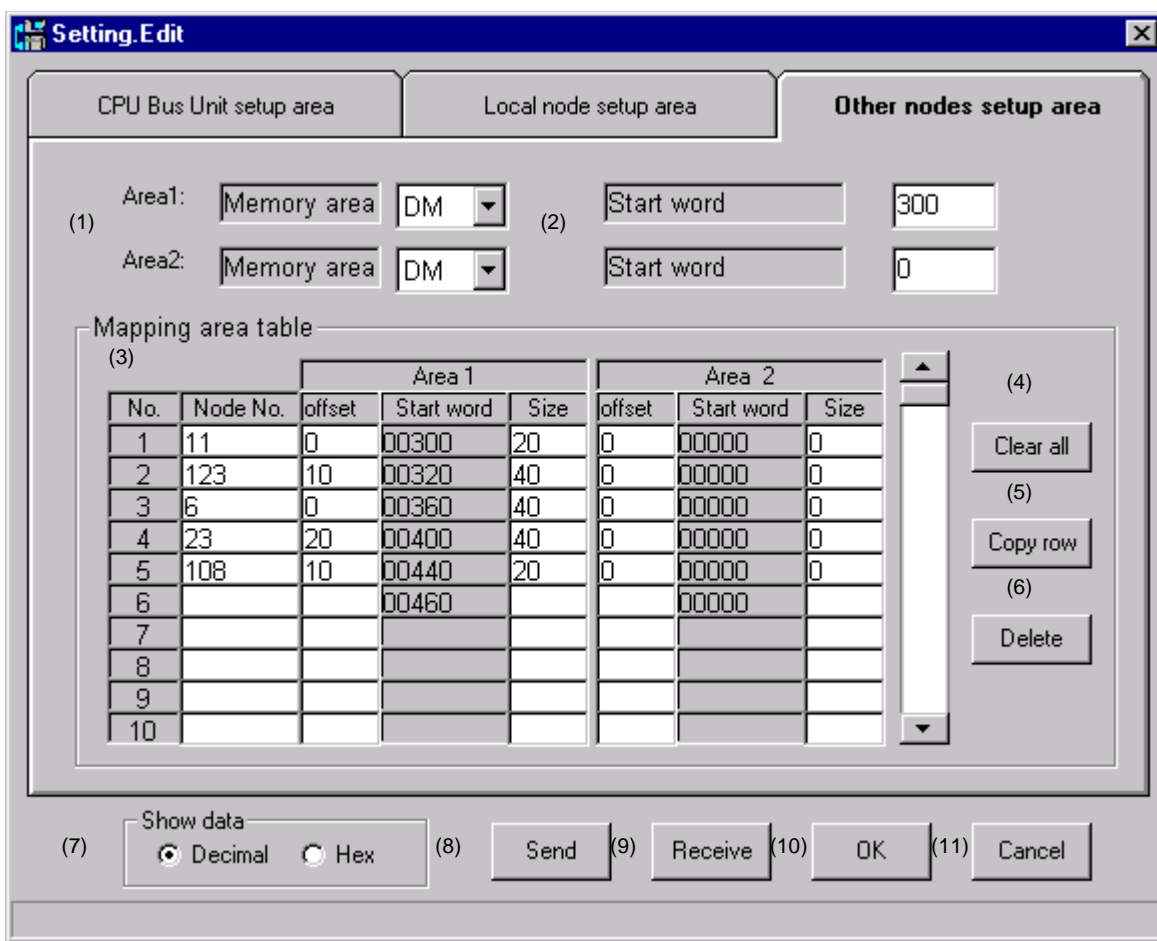 Setting.Edit
CPU Bus Unit setup area Local node setup area Other nodes setup area
(1) Area1: Memory area DM (2) Start word 300
Area2: Memory area DM Start word 0
Mapping area table
(3)
Area 1 Area 2
(4)
No. Node No. offset Start word Size offset Start word Size
1 11 0 00300 20 0 00000 0 Clear all
2 123 10 00320 40 0 00000 0
3 6 0 00360 40 0 00000 0 (5)
4 23 20 00400 40 0 00000 0 Copy row
5 108 10 00440 20 0 00000 0
6 00460 00000 (6)
7 Delete
8
9
10
Show data
(7) Decimal Hex (8) Send (9) Receive (10) OK (11) Cancel